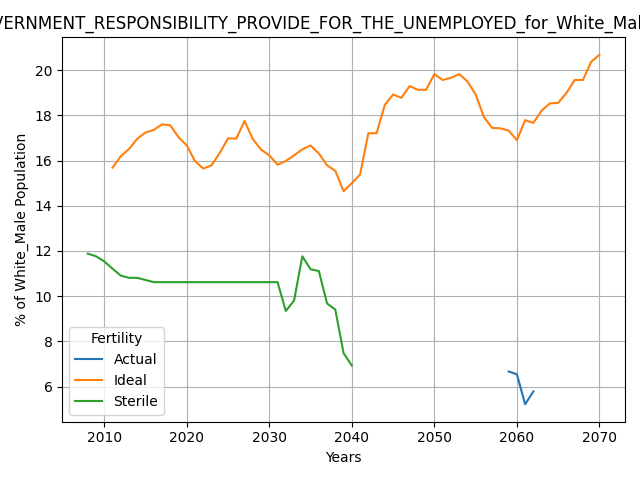 VERNMENT_RESPONSIBILITY_PROVIDE_FOR_THE_UNEMPLOYED_for_White_Mal
% of White_Male Population
20
18
16
14
12
10
8
6
Fertility
Actual
Ideal
Sterile
2010 2020 2030 2040 2050 2060 2070
Years